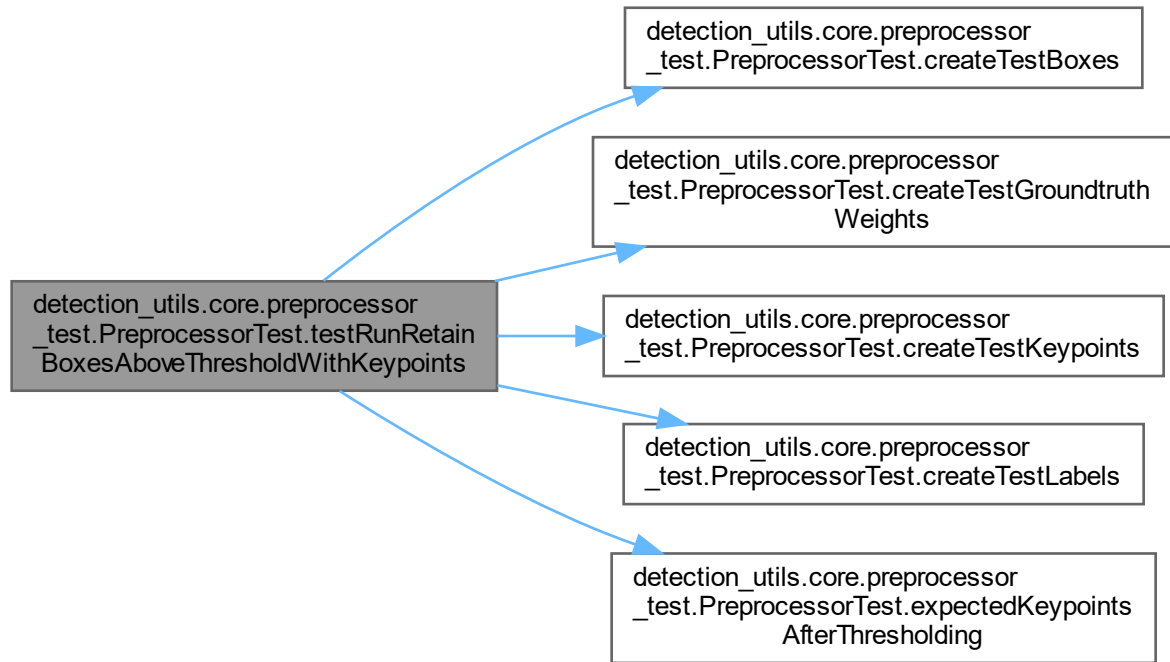 detection_utils.core.preprocessor
_test.PreprocessorTest.createTestBoxes
detection_utils.core.preprocessor
_test.PreprocessorTest.createTestGroundtruth
Weights
detection_utils.core.preprocessor
_test.PreprocessorTest.testRunRetain
BoxesAboveThresholdWithKeypoints
detection_utils.core.preprocessor
_test.PreprocessorTest.createTestKeypoints
detection_utils.core.preprocessor
_test.PreprocessorTest.createTestLabels
detection_utils.core.preprocessor
_test.PreprocessorTest.expectedKeypoints
AfterThresholding